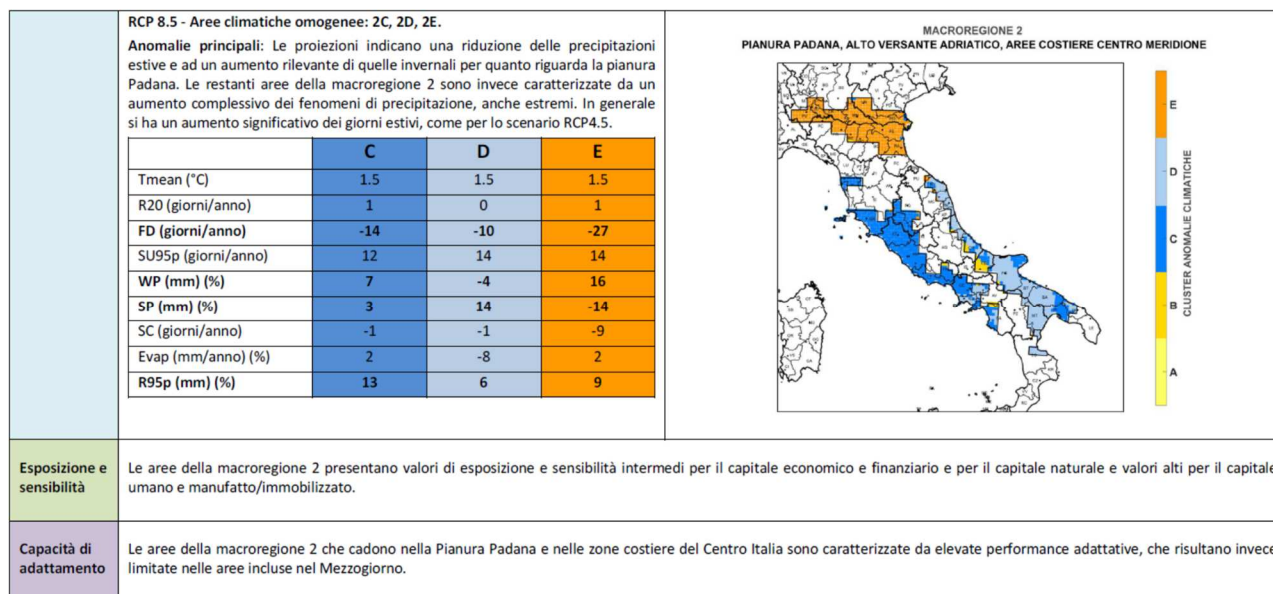 RCP 8.5 - Aree climatiche omogenee: 2C, 2D, 2E.
Anomalie principali: Le proiezioni indicano una riduzione delle precipitazioni
estive e ad un aumento rilevante di quelle invernali per quanto riguarda la pianura
Padana. Le restanti aree della macroregione 2 sono invece caratterizzate da un
aumento complessivo dei fenomeni di precipitazione, anche estremi. In generale
si ha un aumento significativo dei giorni estivi, come per lo scenario RCP4.5.
C D E
Tmean (°C) 1.5 1.5 1.5
R20 (giorni/anno) 1 0 1
FD (giorni/anno) -14 -10 -27
SU95p (giorni/anno) 12 14 14
WP (mm) (%) 7 -4 16
SP (mm) (%) 3 14 -14
SC (giorni/anno) -1 -1 -9
Evap (mm/anno) (%) 2 -8 2
R95p (mm) (%) 13 6 9
MACROREGIONE 2
PIANURA PADANA, ALTO VERSANTE ADRIATICO, AREE COSTIERE CENTRO MERIDIONE
E
D
C
B
A
CLUSTER ANOMALIE CLIMATICHE
Esposizione e
sensibilità
Le aree della macroregione 2 presentano valori di esposizione e sensibilità intermedi per il capitale economico e finanziario e per il capitale naturale e valori alti per il capitale
umano e manufatto/immobilizzato.
Capacità di
adattamento
Le aree della macroregione 2 che cadono nella Pianura Padana e nelle zone costiere del Centro Italia sono caratterizzate da elevate performance adattative, che risultano invece
limitate nelle aree incluse nel Mezzogiorno.